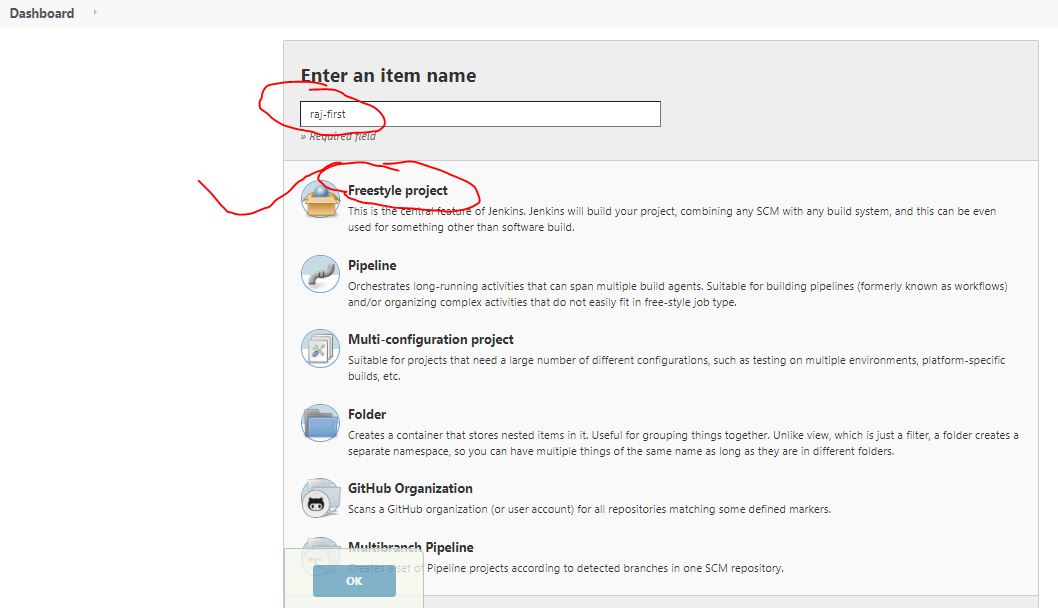 Dashboard
Enter an item name
raj-first
» Required field
Freestyle project
This is the central feature of Jenkins. Jenkins will build your project, combining any SCM with any build system, and this can be even
used for something other than software build.
Pipeline
Orchestrates long-running activities that can span multiple build agents. Suitable for building pipelines (formerly known as workflows)
and/or organizing complex activities that do not easily fit in free-style job type.
Multi-configuration project
Suitable for projects that need a large number of different configurations, such as testing on multiple environments, platform-specific
builds, etc.
Folder
Creates a container that stores nested items in it. Useful for grouping things together. Unlike view, which is just a filter, a folder creates a
separate namespace, so you can have multiple things of the same name as long as they are in different folders.
GitHub Organization
Scans a GitHub organization (or user account) for all repositories matching some defined markers.
Multibranch Pipeline
Creates a set of Pipeline projects according to detected branches in one SCM repository.
OK